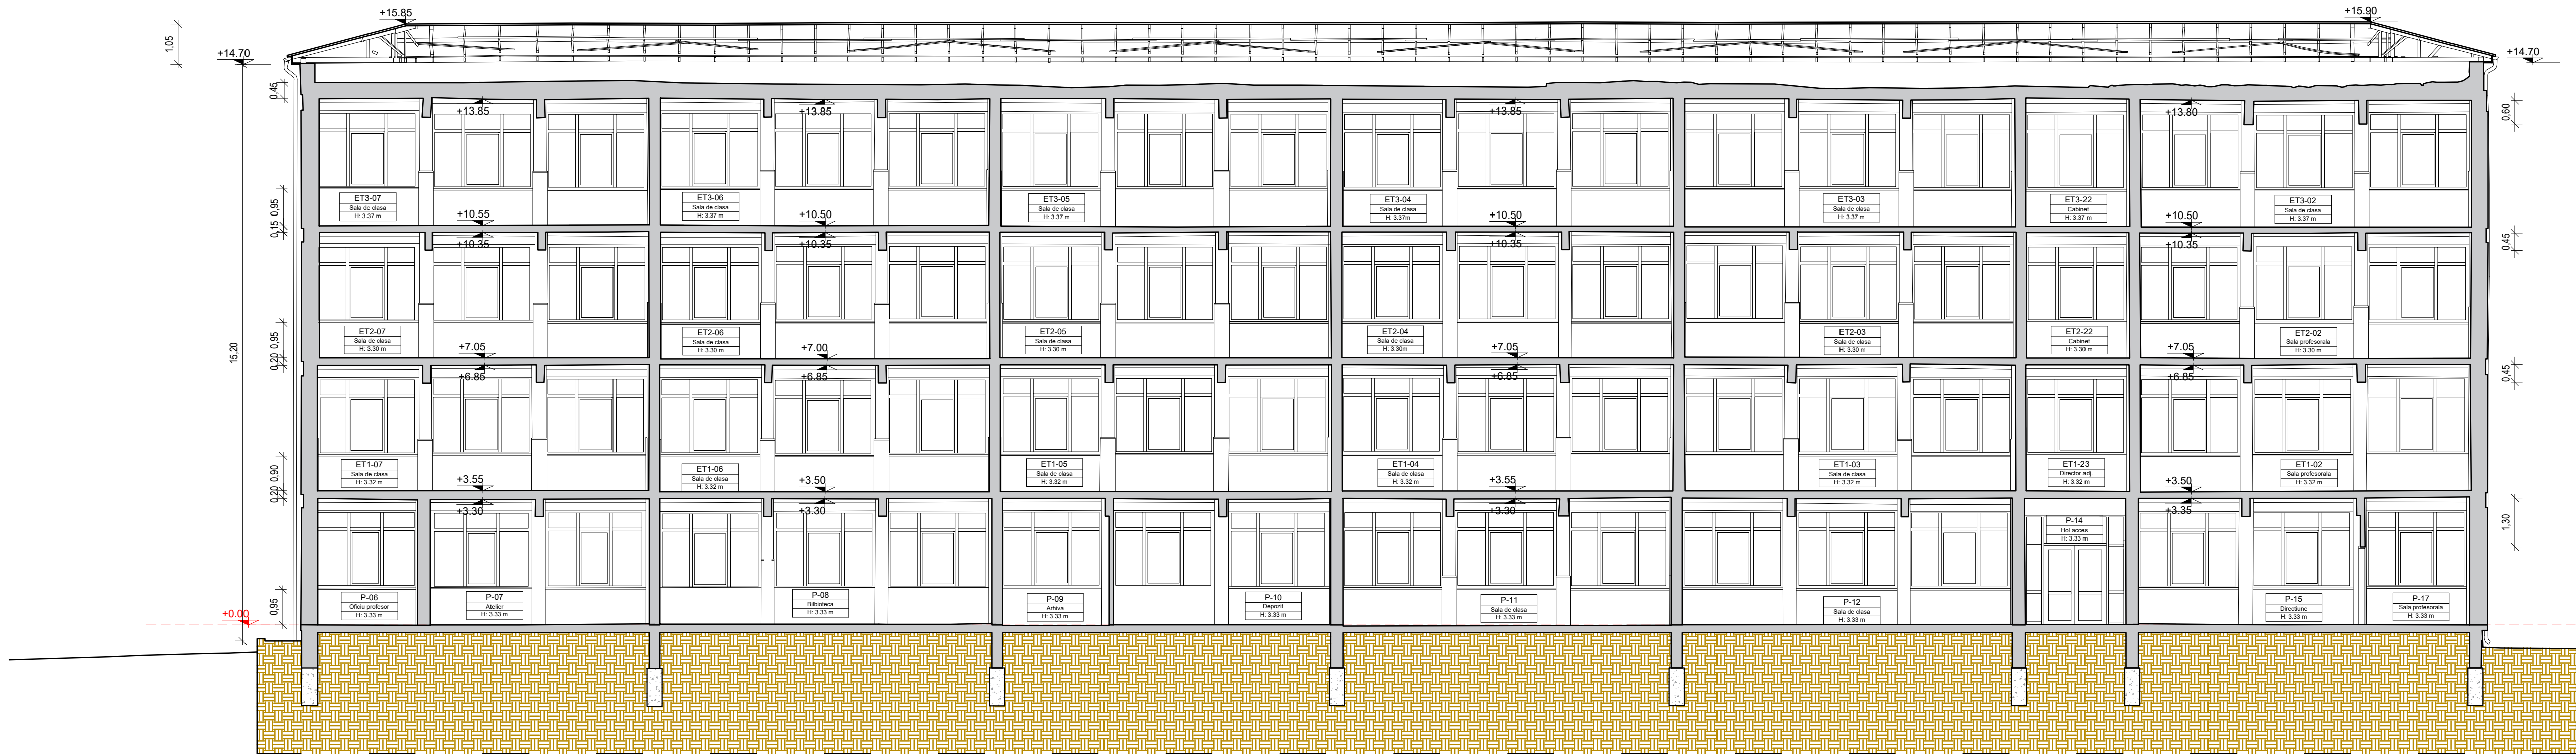 +15.85
+15.90
1,05
+14.70
+14.70
0,45
+13.85
+13.85
+13.85
+13.80
0,60
ET3-07
Sala de clasa
H: 3.37 m
ET3-06
Sala de clasa
H: 3.37 m
ET3-05
Sala de clasa
H: 3.37 m
ET3-04
Sala de clasa
H: 3.37m
ET3-03
Sala de clasa
H: 3.37 m
ET3-22
Cabinet
H: 3.37 m
ET3-02
Sala de clasa
H: 3.37 m
0,95
0,15
+10.55
+10.50
+10.50
+10.50
+10.35
+10.35
+10.35
+10.35
0,45
ET2-07
Sala de clasa
H: 3.30 m
ET2-06
Sala de clasa
H: 3.30 m
ET2-05
Sala de clasa
H: 3.30 m
ET2-04
Sala de clasa
H: 3.30m
ET2-03
Sala de clasa
H: 3.30 m
ET2-22
Cabinet
H: 3.30 m
ET2-02
Sala profesorala
H: 3.30 m
15,20
0,95
0,20
+7.05
+7.00
+7.05
+7.05
+6.85
+6.85
+6.85
+6.85
0,45
ET1-07
Sala de clasa
H: 3.32 m
ET1-06
Sala de clasa
H: 3.32 m
ET1-05
Sala de clasa
H: 3.32 m
ET1-04
Sala de clasa
H: 3.32 m
ET1-03
Sala de clasa
H: 3.32 m
ET1-23
Director adj.
H: 3.32 m
ET1-02
Sala profesorala
H: 3.32 m
0,90
0,20
+3.55
+3.50
+3.55
+3.50
+3.30
+3.30
+3.30
+3.35
1,30
P-14
Hol acces
H: 3.33 m
0,95
P-06
Oficiu profesor
H: 3.33 m
P-07
Atelier
H: 3.33 m
P-08
Bilbioteca
H: 3.33 m
P-09
Arhiva
H: 3.33 m
P-10
Depozit
H: 3.33 m
P-11
Sala de clasa
H: 3.33 m
P-12
Sala de clasa
H: 3.33 m
P-15
Directiune
H: 3.33 m
P-17
Sala profesorala
H: 3.33 m
+0.00